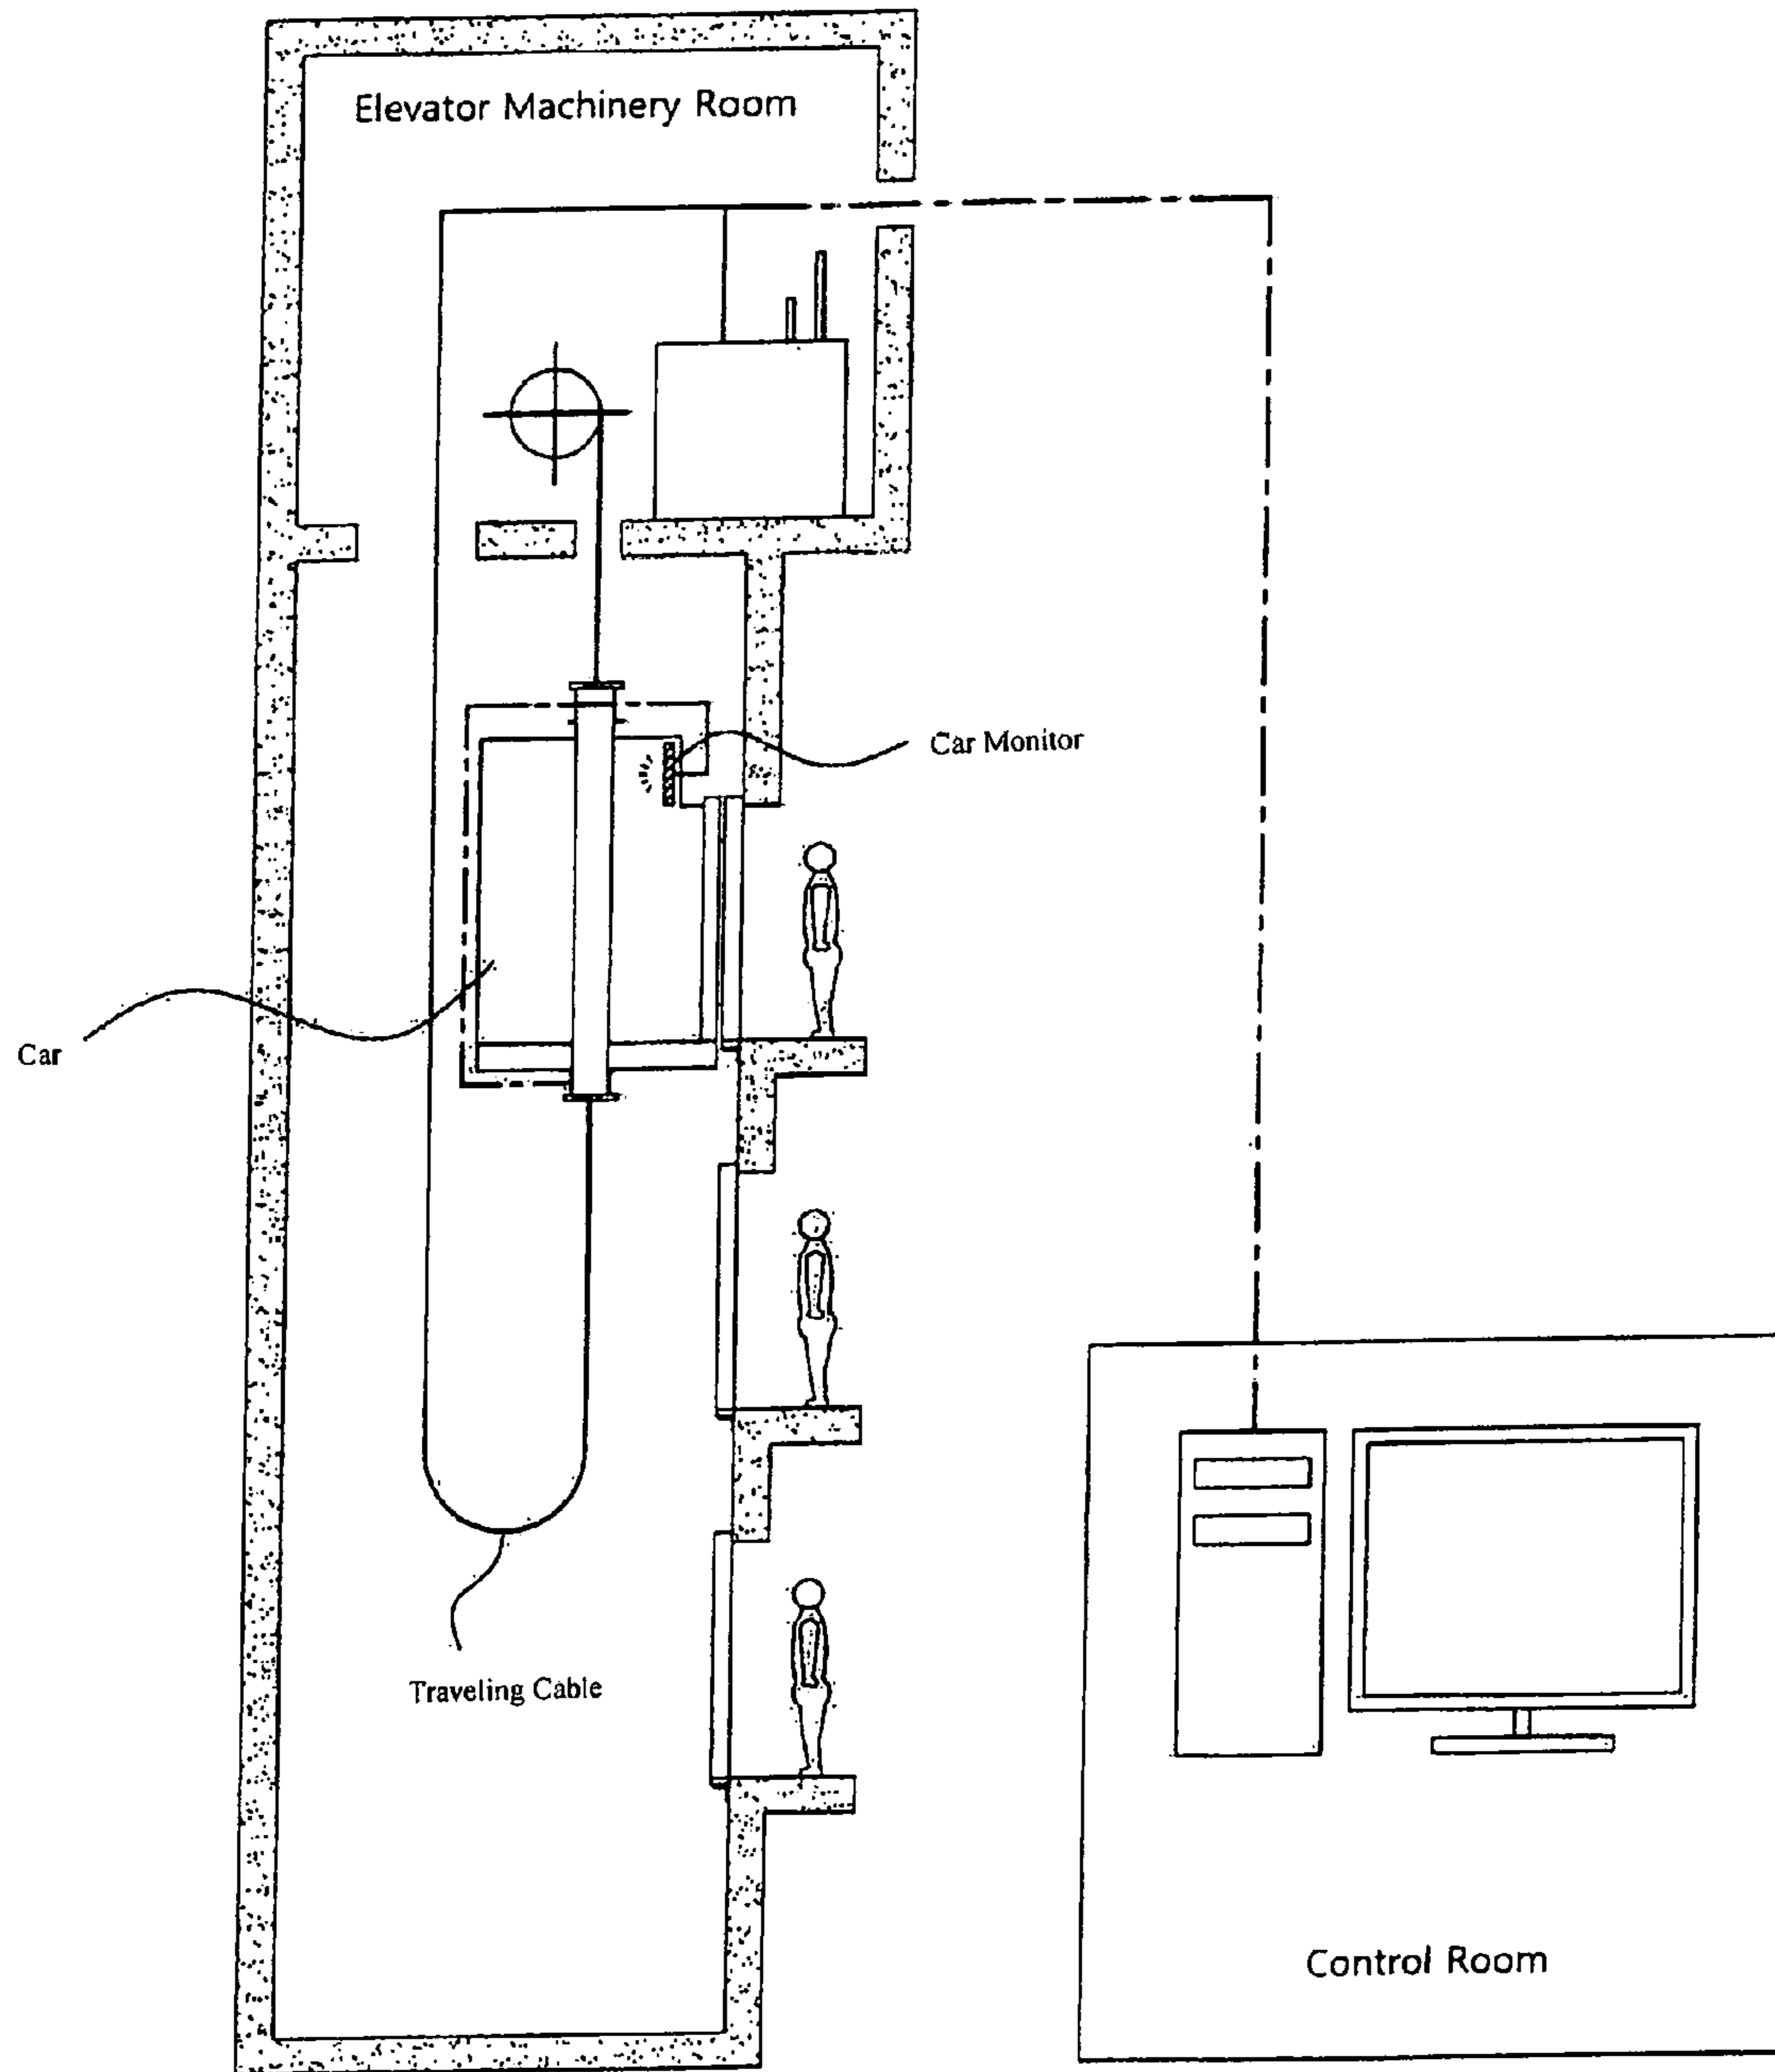 Elevator Machinery Room
Car Monitor
Car
Traveling Cable
Control Room